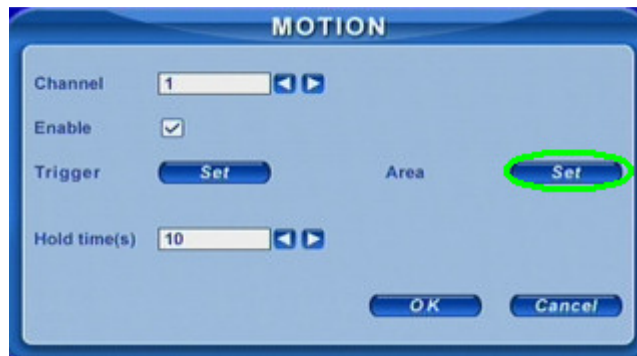 MOTION
Channel 1
Enable
Trigger Set Area Set
Hold time(s) 10
OK Cancel